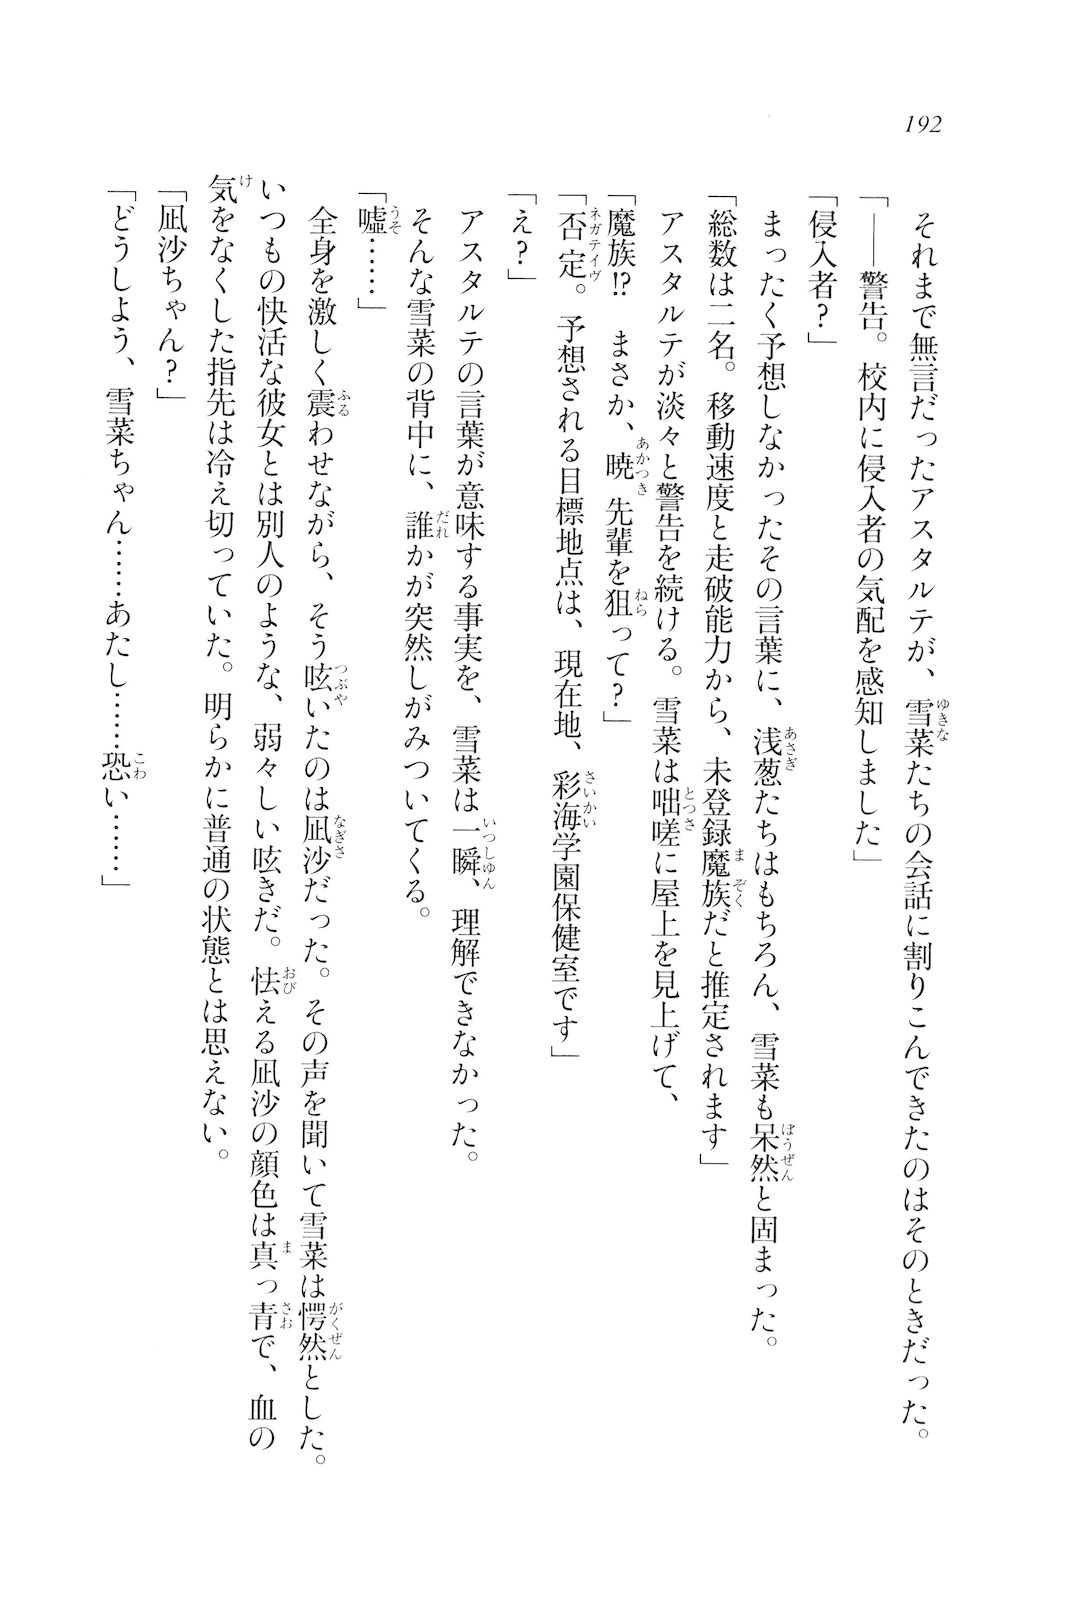 192
それまで無言だったアスタルテが、雪菜たちの会話に割りこんできたのはそのときだった。
「――警告。校内に侵入者の気配を感知しました」
「侵入者？」
まったく予想しなかったその言葉に、浅葱たちはもちろん、雪菜も呆然と固まった。
「総数は二名。移動速度と走破能力から、未登録魔族だと推定されます」
アスタルテが淡々と警告を続ける。雪菜は咄嗟に屋上を見上げて、
「魔族!?　まさか、暁先輩を狙って？」
「否定。予想される目標地点は、現在地、彩海学園保健室です」
「え？」
アスタルテの言葉が意味する事実を、雪菜は一瞬、理解できなかった。
そんな雪菜の背中に、誰かが突然しがみついてくる。
「嘘……」
全身を激しく震わせながら、そう呟いたのは凪沙だった。その声を聞いて雪菜は愕然とした。
いつもの快活な彼女とは別人のような、弱々しい呟きだ。怯える凪沙の顔色は真っ青で、血の
気をなくした指先は冷え切っていた。明らかに普通の状態とは思えない。
「凪沙ちゃん？」
「どうしよう、雪菜ちゃん……あたし……恐い……」